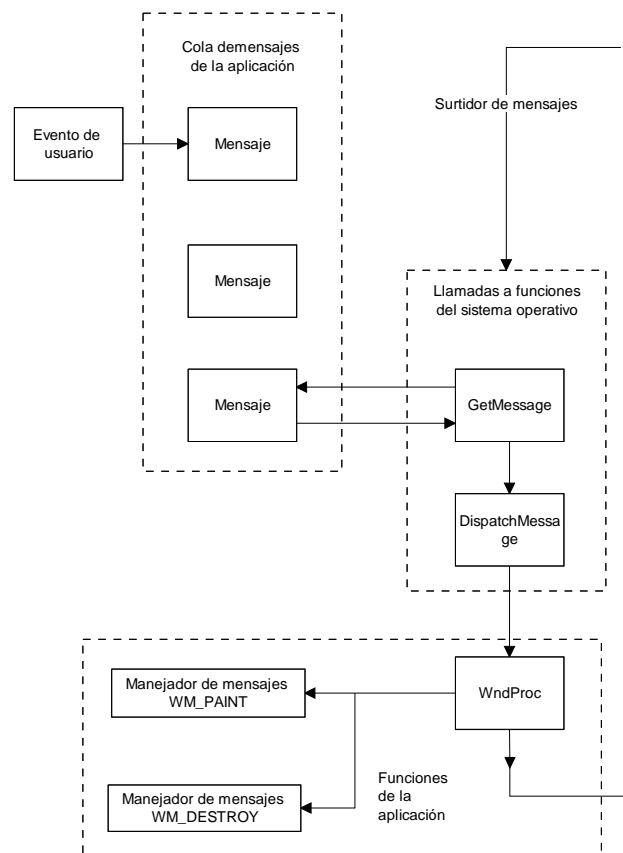 Cola demensajes
de la aplicación
Surtidor de mensajes
Evento de
usuario
Mensaje
Mensaje
Llamadas a funciones
del sistema operativo
Mensaje
GetMessage
DispatchMessa
ge
Manejador de mensajes
WM_PAINT
WndProc
Funciones
de la
aplicación
Manejador de mensajes
WM_DESTROY